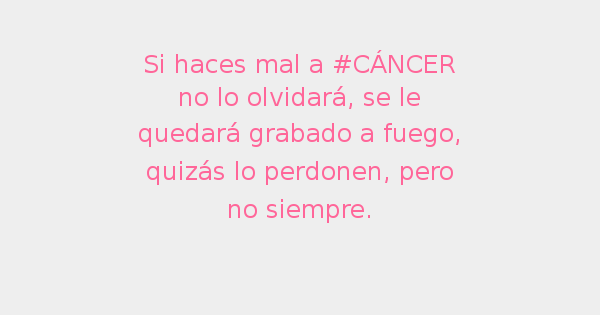 Si haces mal a #CÁNCER
no lo olvidará, se le
quedará grabado a fuego,
quizás lo perdonen, pero
no siempre.